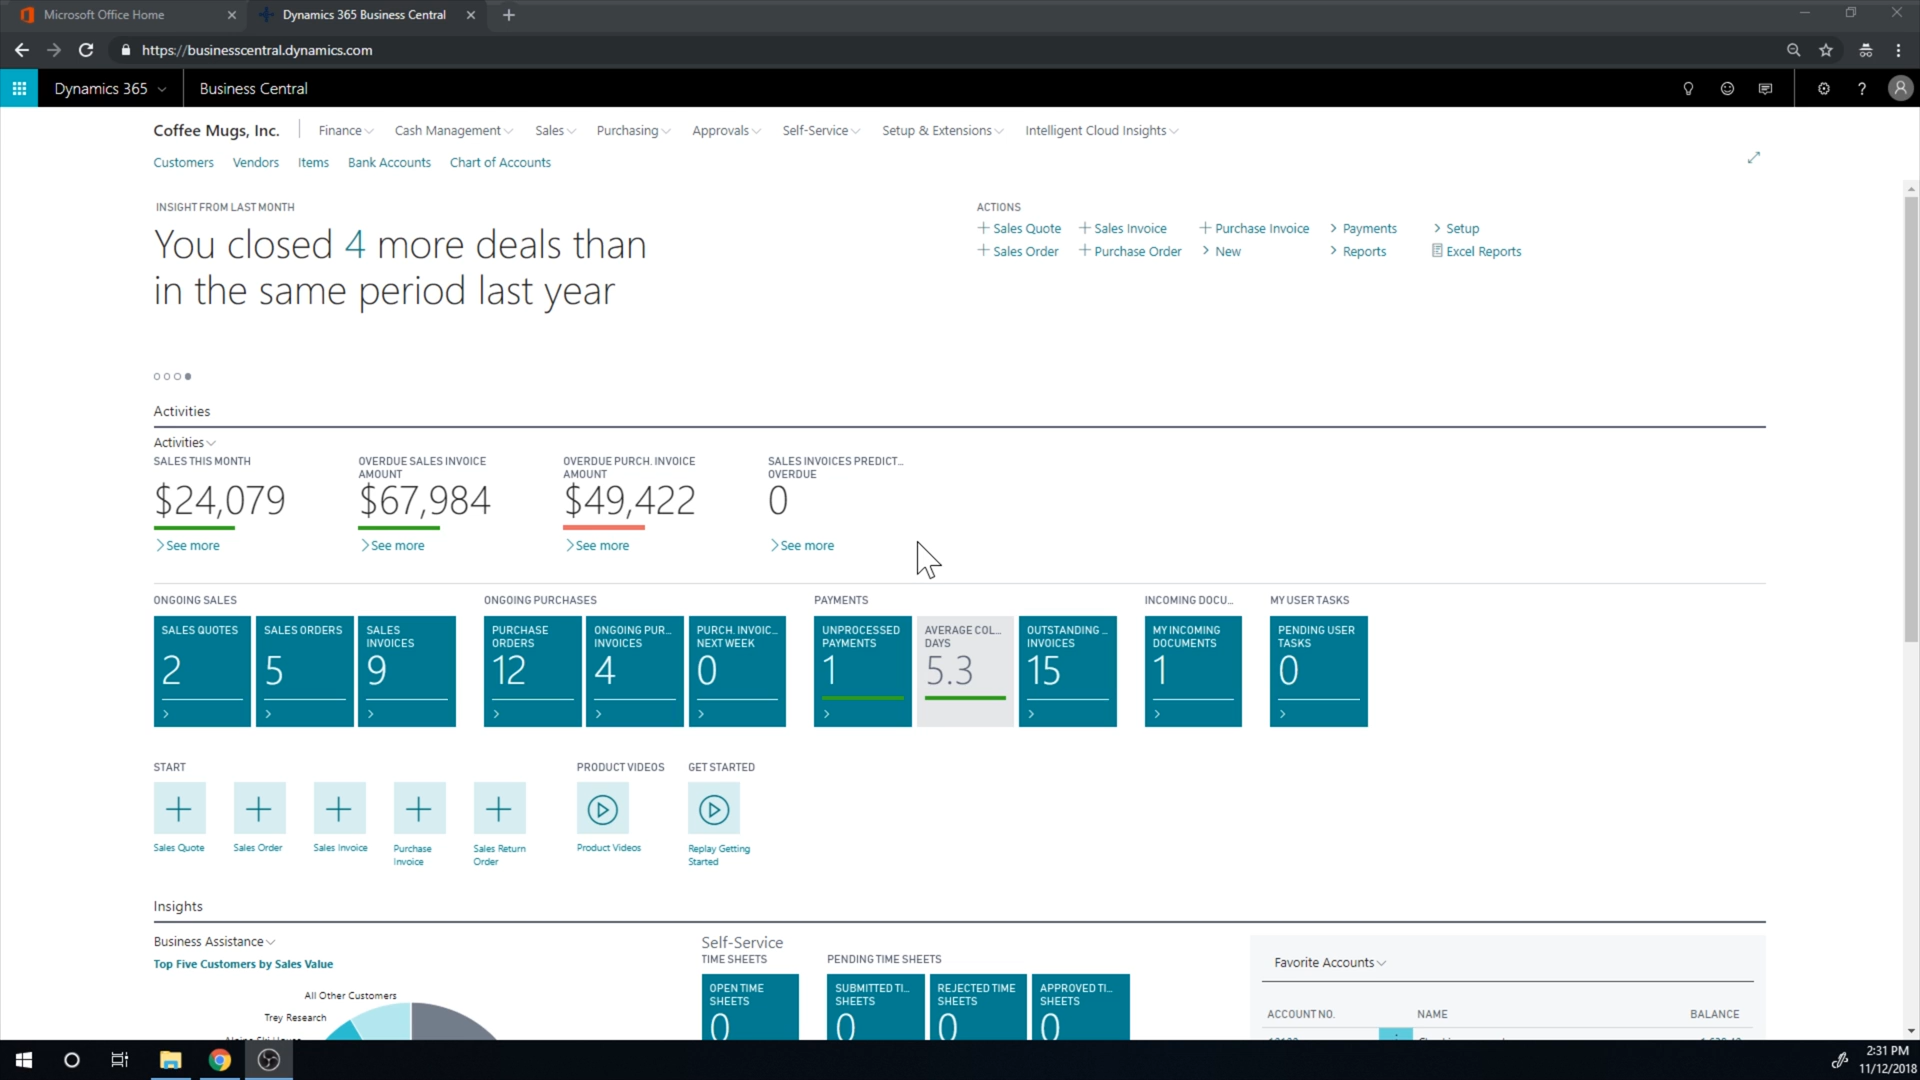 Microsoft Office Home
Dynamics 365 Business Central
https://businesscentral.dynamics.com
Dynamics 365
Business Central
?
Coffee Mugs, Inc.
Finance
Cash Management
Sales
Purchasing
Approvals
Self-Service
Setup & Extensions
Intelligent Cloud Insights
Customers
Vendors
Items
Bank Accounts
Chart of Accounts
INSIGHT FROM LAST MONTH
You closed 4 more deals than
in the same period last year
ACTIONS
+ Sales Quote
+ Sales Invoice
+ Purchase Invoice
> Payments
> Setup
+ Sales Order
+ Purchase Order
> New
> Reports
Excel Reports
Activities
Activities
SALES THIS MONTH
$24,079
>See more
OVERDUE SALES INVOICE
AMOUNT
$67,984
>See more
OVERDUE PURCH. INVOICE
AMOUNT
$49,422
>See more
SALES INVOICES PREDICT...
OVERDUE
0
>See more
ONGOING SALES
SALES QUOTES
2
SALES ORDERS
5
SALES
INVOICES
9
ONGOING PURCHASES
PURCHASE
ORDERS
12
ONGOING PUR...
INVOICES
4
PURCH. INVOIC...
NEXT WEEK
0
PAYMENTS
UNPROCESSED
PAYMENTS
1
AVERAGE COL...
DAYS
5.3
OUTSTANDING ...
INVOICES
15
INCOMING DOCU...
MY INCOMING
DOCUMENTS
1
MY USER TASKS
PENDING USER
TASKS
0
START
Sales Quote
Sales Order
Sales Invoice
Purchase
Invoice
Sales Return
Order
PRODUCT VIDEOS
Product Videos
GET STARTED
Replay Getting
Started
Insights
Business Assistance
Top Five Customers by Sales Value
All Other Customers
Trey Research
Self-Service
TIME SHEETS
OPEN TIME
SHEETS
0
PENDING TIME SHEETS
SUBMITTED TI...
SHEETS
0
REJECTED TIME
SHEETS
0
APPROVED TI...
SHEETS
0
Favorite Accounts
ACCOUNT NO.
NAME
BALANCE
2:31 PM
11/12/2018